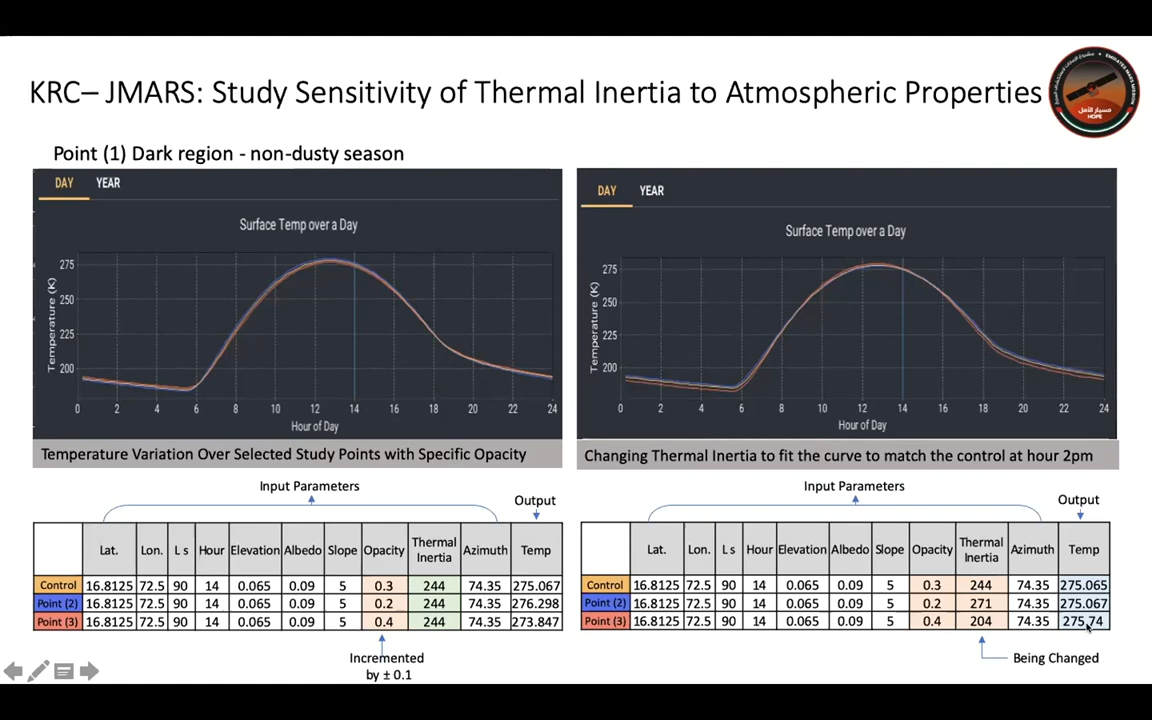 KRC– JMARS: Study Sensitivity of Thermal Inertia to Atmospheric Properties
مسبار الأمل
HOPE
EMIRATES MARS MISSION
Point (1) Dark region - non-dusty season
DAY YEAR
Surface Temp over a Day
Temperature (K)
275
250
225
200
0 2 4 6 8 10 12 14 16 18 20 22 24
Hour of Day
Temperature Variation Over Selected Study Points with Specific Opacity
DAY YEAR
Surface Temp over a Day
Temperature (K)
275
250
225
200
0 2 4 6 8 10 12 14 16 18 20 22 24
Hour of Day
Changing Thermal Inertia to fit the curve to match the control at hour 2pm
Input Parameters
Output
Lat. Lon. L s Hour Elevation Albedo Slope Opacity Thermal Inertia Azimuth Temp
Control 16.8125 72.5 90 14 0.065 0.09 5 0.3 244 74.35 275.067
Point (2) 16.8125 72.5 90 14 0.065 0.09 5 0.2 244 74.35 276.298
Point (3) 16.8125 72.5 90 14 0.065 0.09 5 0.4 244 74.35 273.847
Incremented
by ± 0.1
Input Parameters
Output
Lat. Lon. L s Hour Elevation Albedo Slope Opacity Thermal Inertia Azimuth Temp
Control 16.8125 72.5 90 14 0.065 0.09 5 0.3 244 74.35 275.065
Point (2) 16.8125 72.5 90 14 0.065 0.09 5 0.2 271 74.35 275.067
Point (3) 16.8125 72.5 90 14 0.065 0.09 5 0.4 204 74.35 275.74
Being Changed